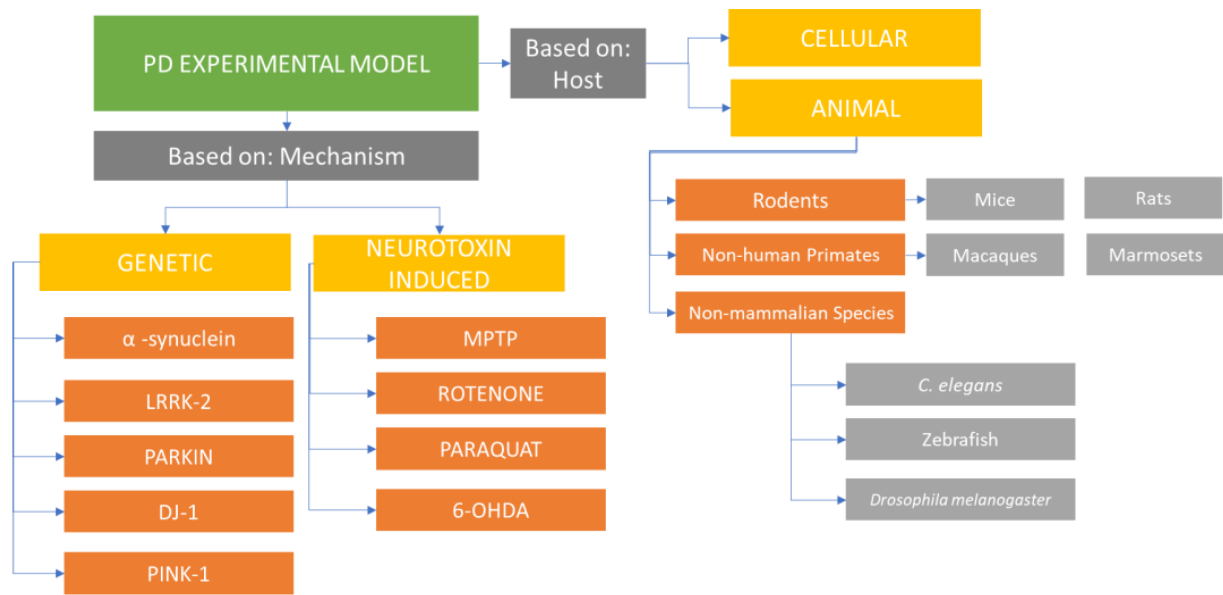 PD EXPERIMENTAL MODEL
Based on:
Host
CELLULAR
ANIMAL
Based on: Mechanism
GENETIC
NEUROTOXIN
INDUCED
α -synuclein
LRRK-2
PARKIN
DJ-1
PINK-1
MPTP
ROTENONE
PARAQUAT
6-OHDA
Rodents
Mice
Rats
Non-human Primates
Macaques
Marmosets
Non-mammalian Species
C. elegans
Zebrafish
Drosophila melanogaster